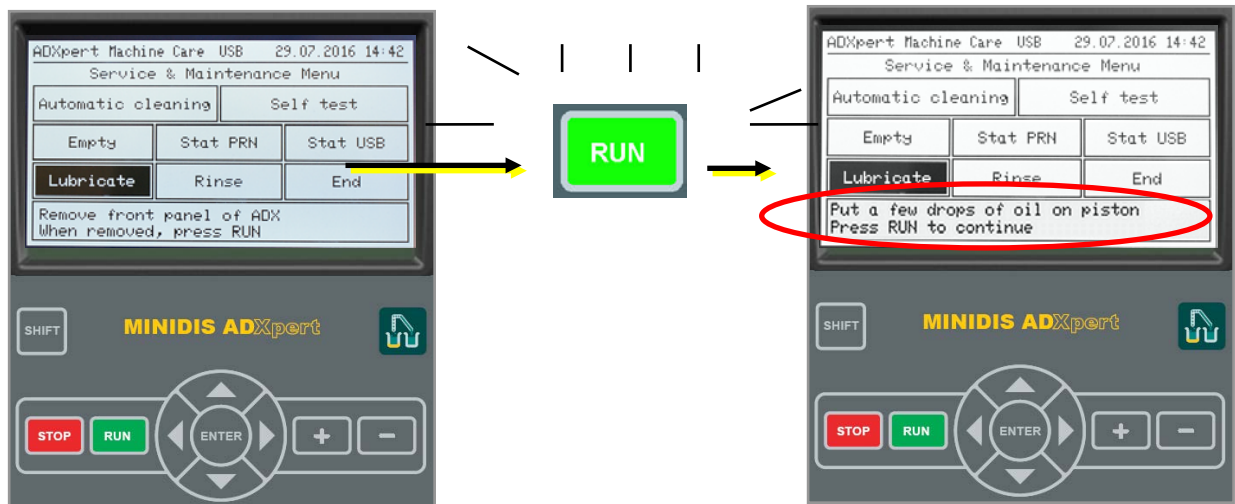 ADXpert Machine Care USB 29.07.2016 14:42
Service & Maintenance Menu
Automatic cleaning Self test
Empty Stat PRN Stat USB
Lubricate Rinse End
Remove front panel of ADX
When removed, press RUN
SHIFT MINIDIS ADXpert
STOP RUN ENTER + -
RUN
ADXpert Machine Care USB 29.07.2016 14:42
Service & Maintenance Menu
Automatic cleaning Self test
Empty Stat PRN Stat USB
Lubricate Rinse End
Put a few drops of oil on piston
Press RUN to continue
SHIFT MINIDIS ADXpert
STOP RUN ENTER + -